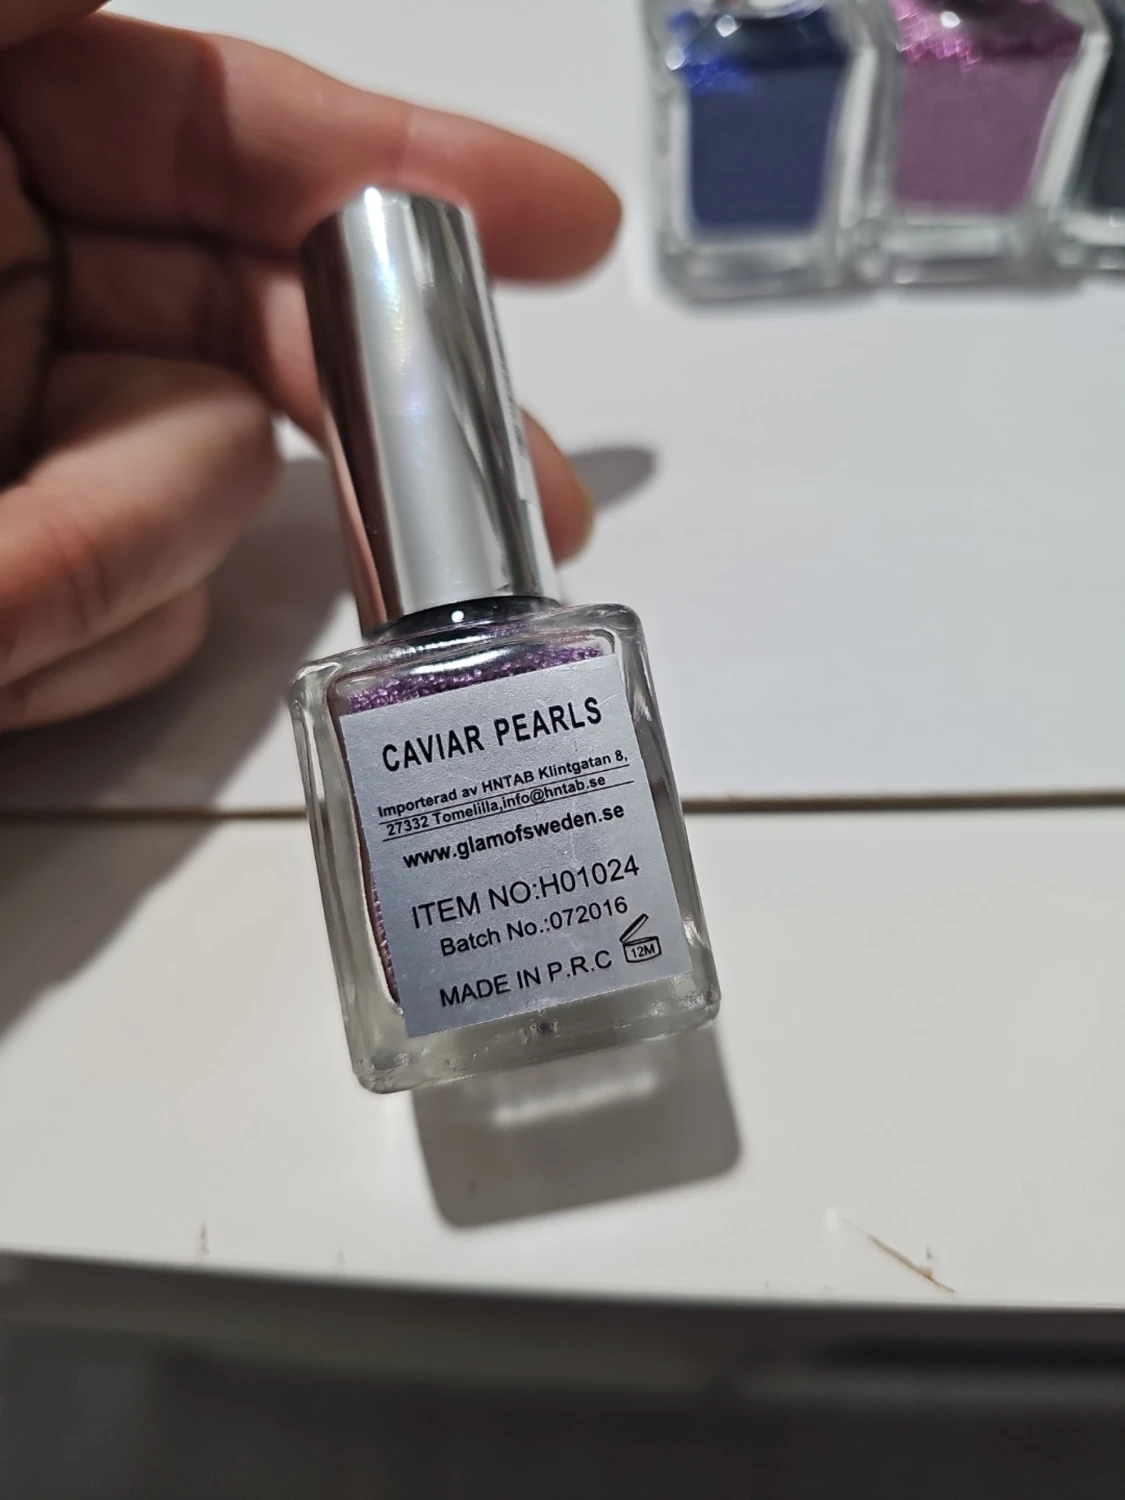 CAVIAR PEARLS
Importerad av HNTAB Klintgatan 8,
27332 Tomelilla,info@hntab.se
www.glamofsweden.se
ITEM NO:H01024
Batch No.:072016
MADE IN P.R.C 12M